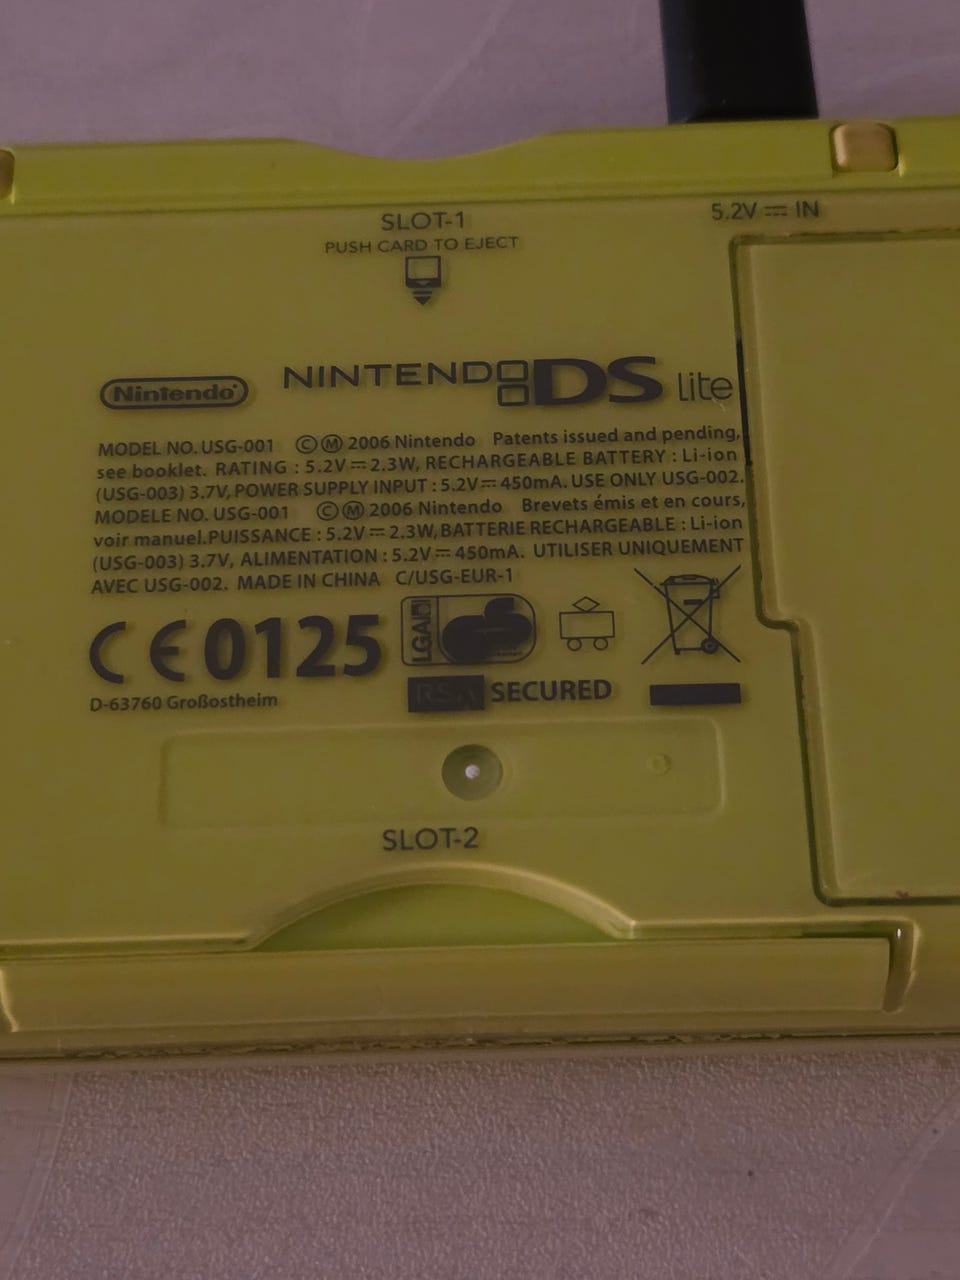 SLOT-1
PUSH CARD TO EJECT
5.2V ⎓ IN
Nintendo®
NINTENDO DS Lite
MODEL NO. USG-001 ⒸⓂ 2006 Nintendo Patents issued and pending,
see booklet. RATING : 5.2V ⎓ 2.3W, RECHARGEABLE BATTERY : Li-ion
(USG-003) 3.7V, POWER SUPPLY INPUT : 5.2V ⎓ 450mA. USE ONLY USG-002.
MODELE NO. USG-001 ⒸⓂ 2006 Nintendo Brevets émis et en cours,
voir manuel.PUISSANCE : 5.2V ⎓ 2.3W, BATTERIE RECHARGEABLE : Li-ion
(USG-003) 3.7V, ALIMENTATION : 5.2V ⎓ 450mA. UTILISER UNIQUEMENT
AVEC USG-002. MADE IN CHINA C/USG-EUR-1
CE0125
LGAI
D-63760 Großostheim
RSA SECURED
SLOT-2